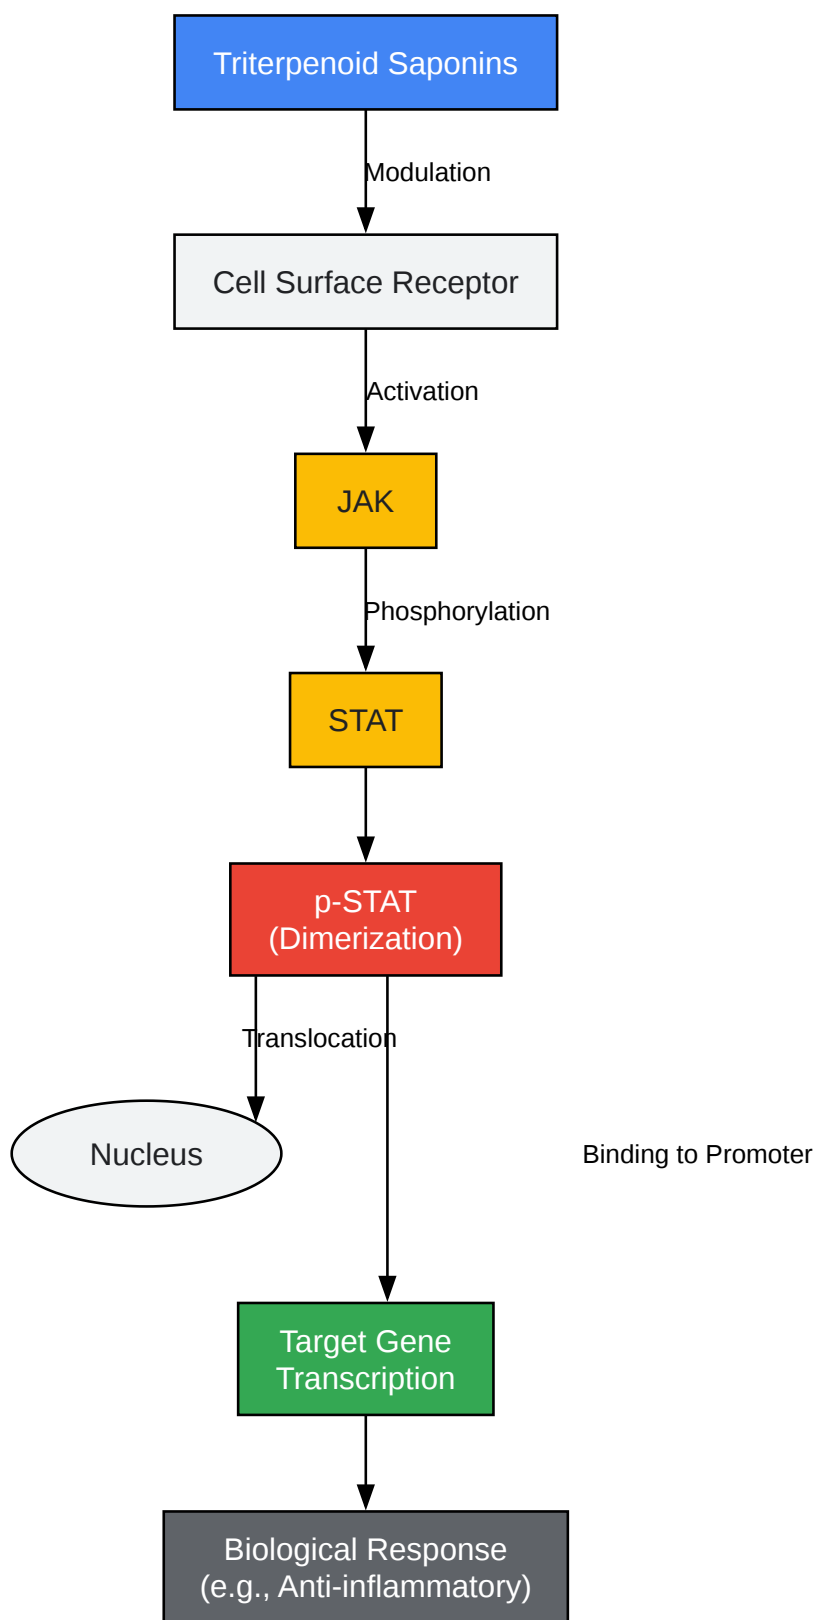 Triterpenoid Saponins
Modulation
Cell Surface Receptor
Activation
JAK
Phosphorylation
STAT
p-STAT
(Dimerization)
Translocation
Nucleus
Binding to Promoter
Target Gene
Transcription
Biological Response
(e.g., Anti-inflammatory)